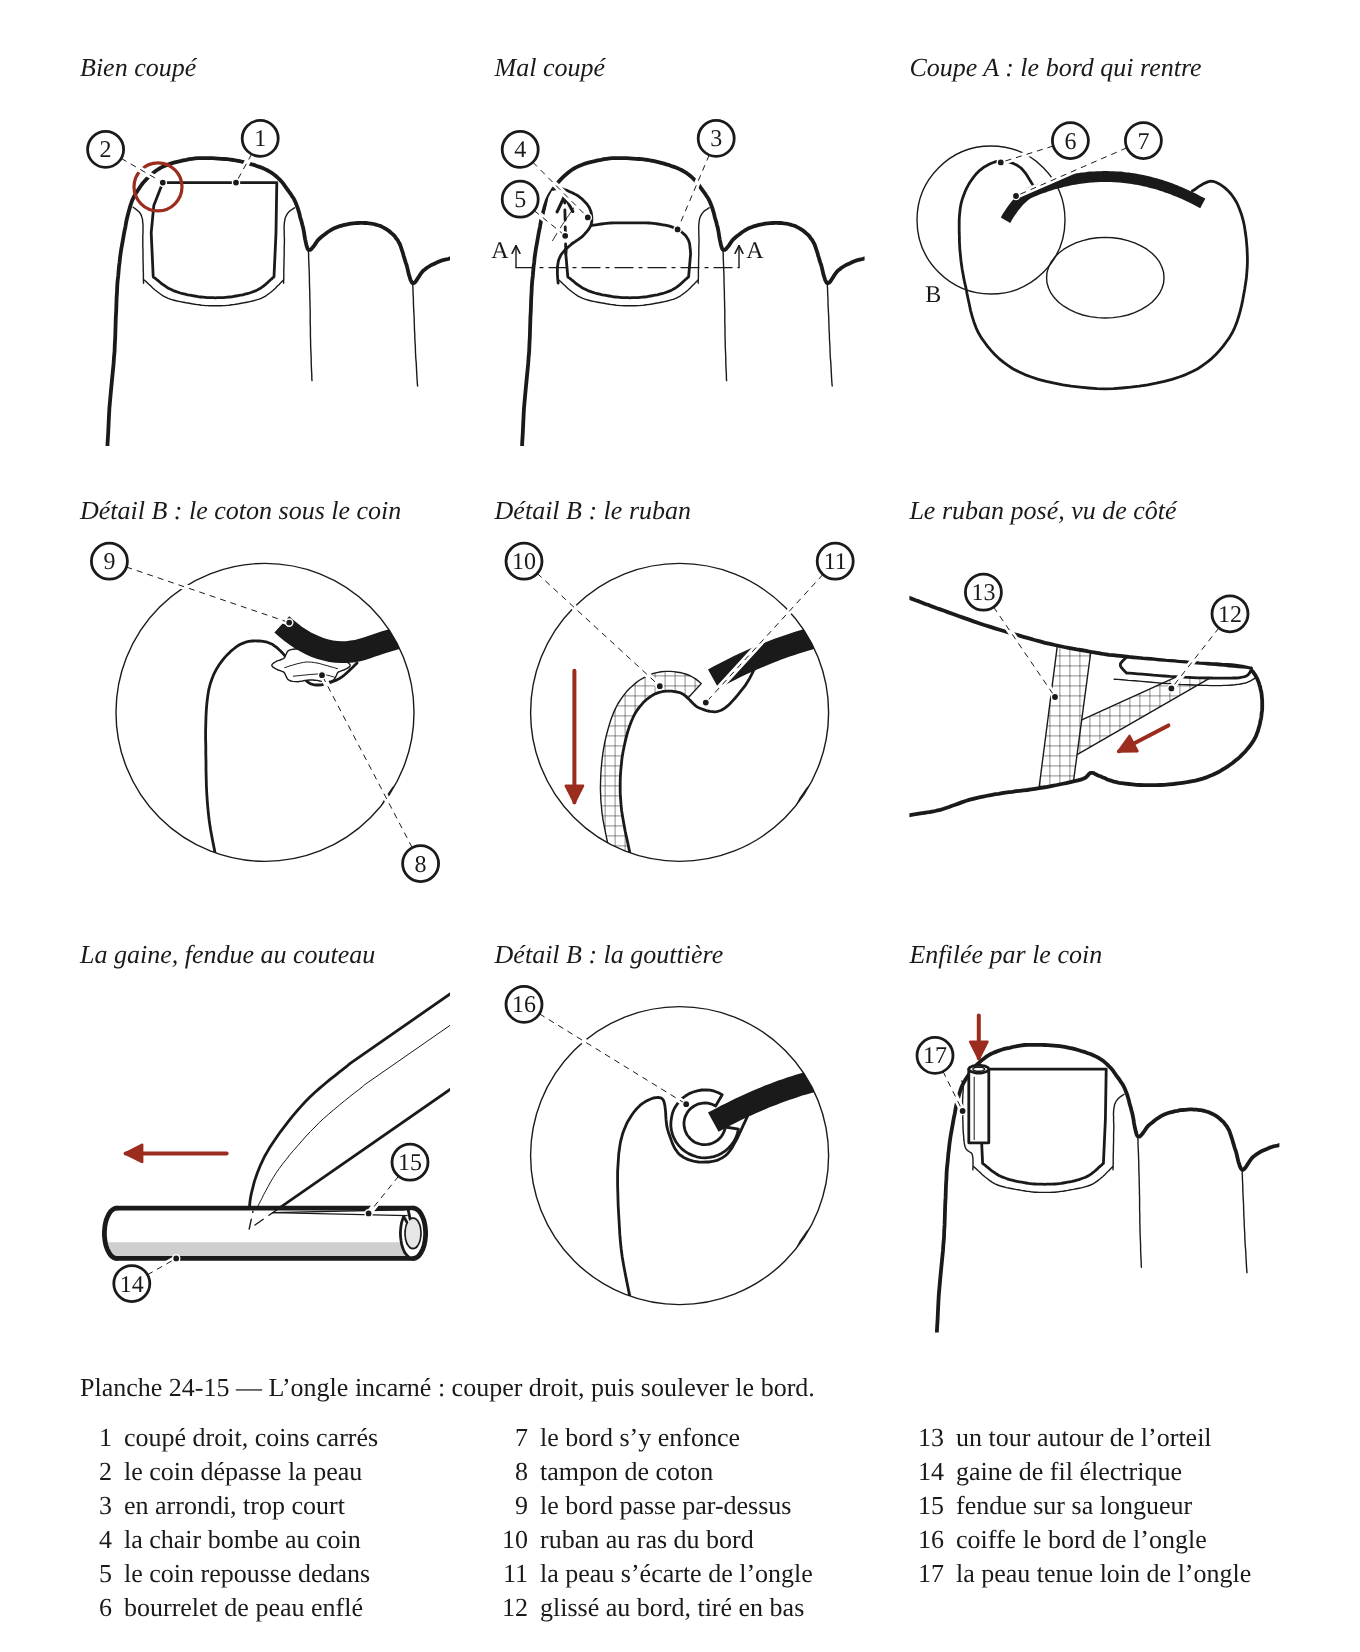 Bien coupé
Mal coupé
Coupe A : le bord qui rentre
2
1
4
3
5
A
A
6
7
B
Détail B : le coton sous le coin
Détail B : le ruban
Le ruban posé, vu de côté
9
8
10
11
13
12
La gaine, fendue au couteau
Détail B : la gouttière
Enfilée par le coin
15
14
16
17
Planche 24-15 — L’ongle incarné : couper droit, puis soulever le bord.
1 coupé droit, coins carrés
2 le coin dépasse la peau
3 en arrondi, trop court
4 la chair bombe au coin
5 le coin repousse dedans
6 bourrelet de peau enflé
7 le bord s’y enfonce
8 tampon de coton
9 le bord passe par-dessus
10 ruban au ras du bord
11 la peau s’écarte de l’ongle
12 glissé au bord, tiré en bas
13 un tour autour de l’orteil
14 gaine de fil électrique
15 fendue sur sa longueur
16 coiffe le bord de l’ongle
17 la peau tenue loin de l’ongle